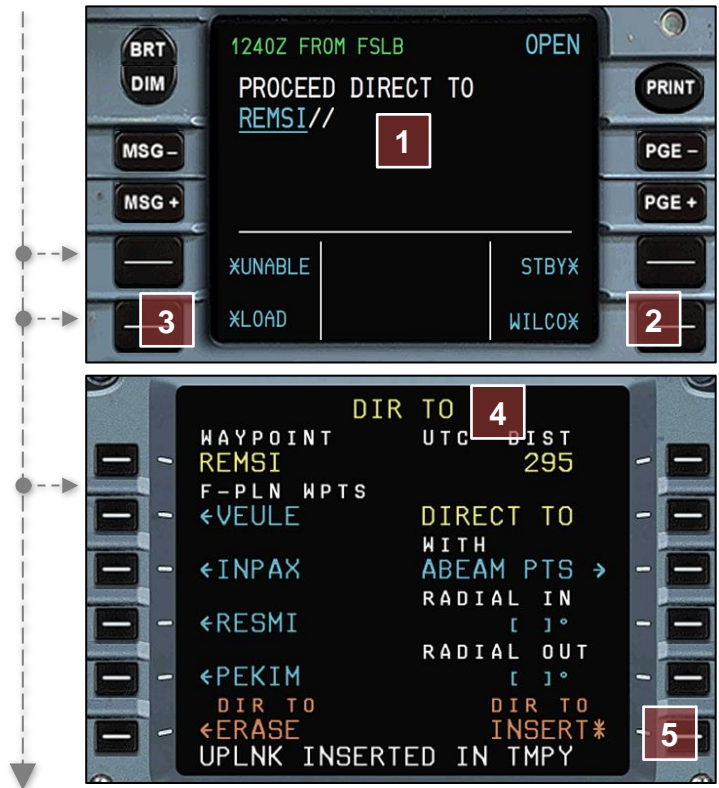 BRT
DIM
1240Z FROM FSLB OPEN
PRINT
PROCEED DIRECT TO
REMSI//
1
MSG- PGE -
MSG + PGE +
*UNABLE STBY*
3 *LOAD WILCO* 2
DIR TO 4
WAYPOINT UTC DIST
REMSI 295
F-PLN WPTS
←VEULE DIRECT TO
WITH
←INPAX ABEAM PTS →
RADIAL IN
←RESMI [ ]°
RADIAL OUT
←PEKIM [ ]°
DIR TO DIR TO
←ERASE INSERT* 5
UPLNK INSERTED IN TMPY